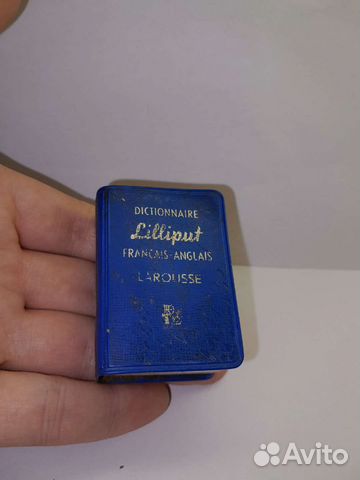 DICTIONNAIRE
Lilliput
FRANÇAIS-ANGLAIS
LAROUSSE
Avito